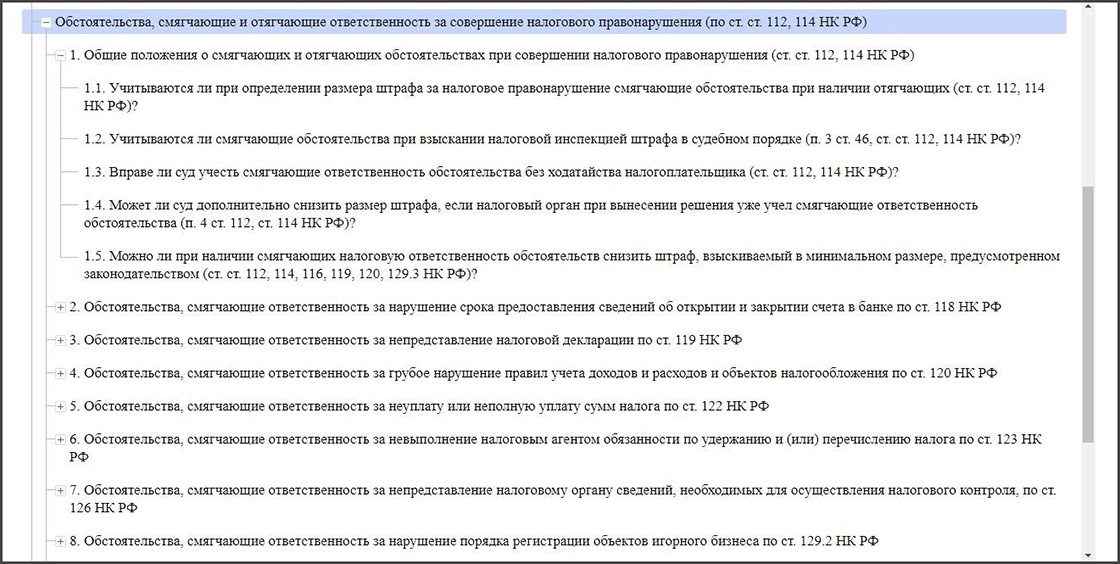 Обстоятельства, смягчающие и отягчающие ответственность за совершение налогового правонарушения (по ст. ст. 112, 114 НК РФ)
1. Общие положения о смягчающих и отягчающих обстоятельствах при совершении налогового правонарушения (ст. ст. 112, 114 НК РФ)
1.1. Учитываются ли при определении размера штрафа за налоговое правонарушение смягчающие обстоятельства при наличии отягчающих (ст. ст. 112, 114
НК РФ)?
1.2. Учитываются ли смягчающие обстоятельства при взыскании налоговой инспекцией штрафа в судебном порядке (п. 3 ст. 46, ст. ст. 112, 114 НК РФ)?
1.3. Вправе ли суд учесть смягчающие ответственность обстоятельства без ходатайства налогоплательщика (ст. ст. 112, 114 НК РФ)?
1.4. Может ли суд дополнительно снизить размер штрафа, если налоговый орган при вынесении решения уже учел смягчающие ответственность
обстоятельства (п. 4 ст. 112, ст. 114 НК РФ)?
1.5. Можно ли при наличии смягчающих налоговую ответственность обстоятельств снизить штраф, взыскиваемый в минимальном размере, предусмотренном
законодательством (ст. ст. 112, 114, 116, 119, 120, 129.3 НК РФ)?
2. Обстоятельства, смягчающие ответственность за нарушение срока предоставления сведений об открытии и закрытии счета в банке по ст. 118 НК РФ
3. Обстоятельства, смягчающие ответственность за непредставление налоговой декларации по ст. 119 НК РФ
4. Обстоятельства, смягчающие ответственность за грубое нарушение правил учета доходов и расходов и объектов налогообложения по ст. 120 НК РФ
5. Обстоятельства, смягчающие ответственность за неуплату или неполную уплату сумм налога по ст. 122 НК РФ
6. Обстоятельства, смягчающие ответственность за невыполнение налоговым агентом обязанности по удержанию и (или) перечислению налога по ст. 123 НК
РФ
7. Обстоятельства, смягчающие ответственность за непредставление налоговому органу сведений, необходимых для осуществления налогового контроля, по ст.
126 НК РФ
8. Обстоятельства, смягчающие ответственность за нарушение порядка регистрации объектов игорного бизнеса по ст. 129.2 НК РФ